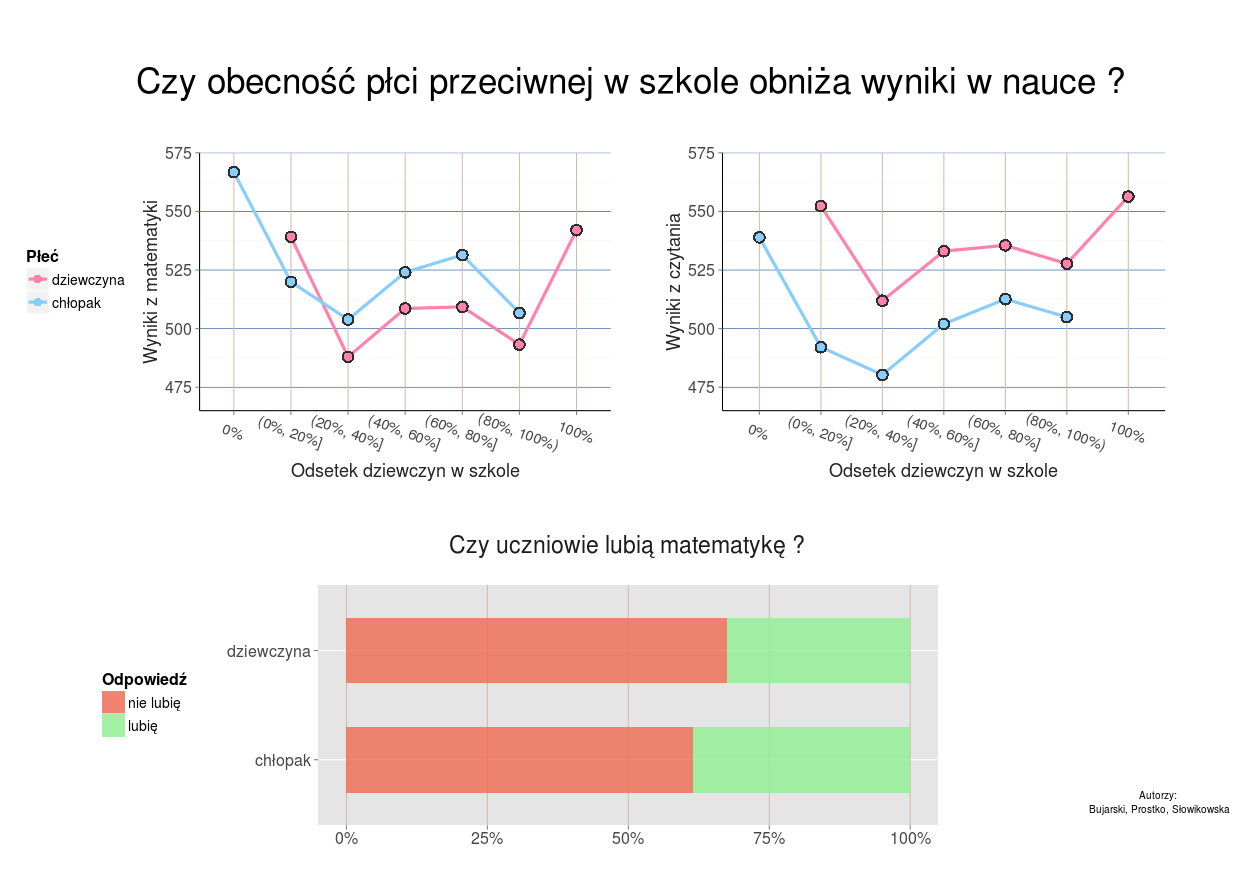 Czy obecność płci przeciwnej w szkole obniża wyniki w nauce ?
Płeć
dziewczyna
chłopak
Wyniki z matematyki
575
550
525
500
475
0%
(0%, 20%]
(20%, 40%]
(40%, 60%]
(60%, 80%]
(80%, 100%)
100%
Odsetek dziewczyn w szkole
Wyniki z czytania
575
550
525
500
475
0%
(0%, 20%]
(20%, 40%]
(40%, 60%]
(60%, 80%]
(80%, 100%)
100%
Odsetek dziewczyn w szkole
Czy uczniowie lubią matematykę ?
Odpowiedź
nie lubię
lubię
dziewczyna
chłopak
0%
25%
50%
75%
100%
Autorzy:
Bujarski, Prostko, Słowikowska